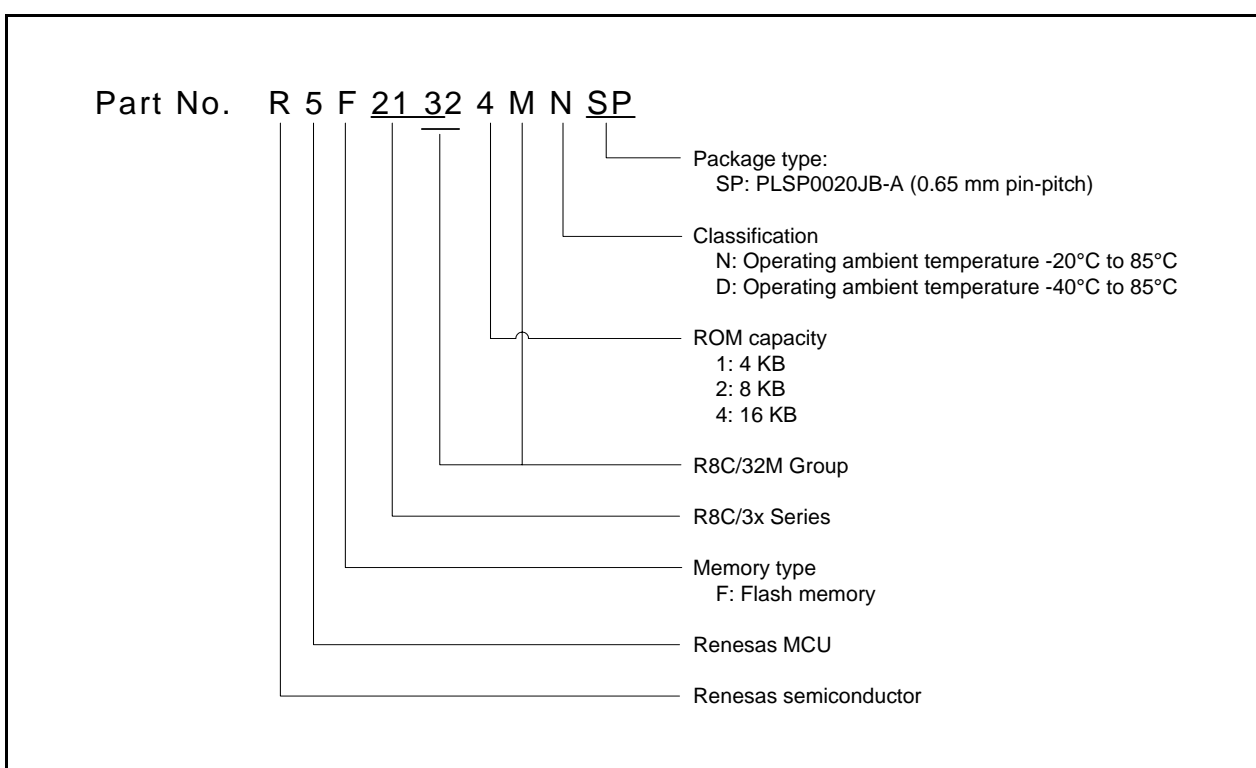 Part No. R 5 F 21 32 4 M N SP
Package type:
SP: PLSP0020JB-A (0.65 mm pin-pitch)
Classification
N: Operating ambient temperature -20°C to 85°C
D: Operating ambient temperature -40°C to 85°C
ROM capacity
1: 4 KB
2: 8 KB
4: 16 KB
R8C/32M Group
R8C/3x Series
Memory type
F: Flash memory
Renesas MCU
Renesas semiconductor